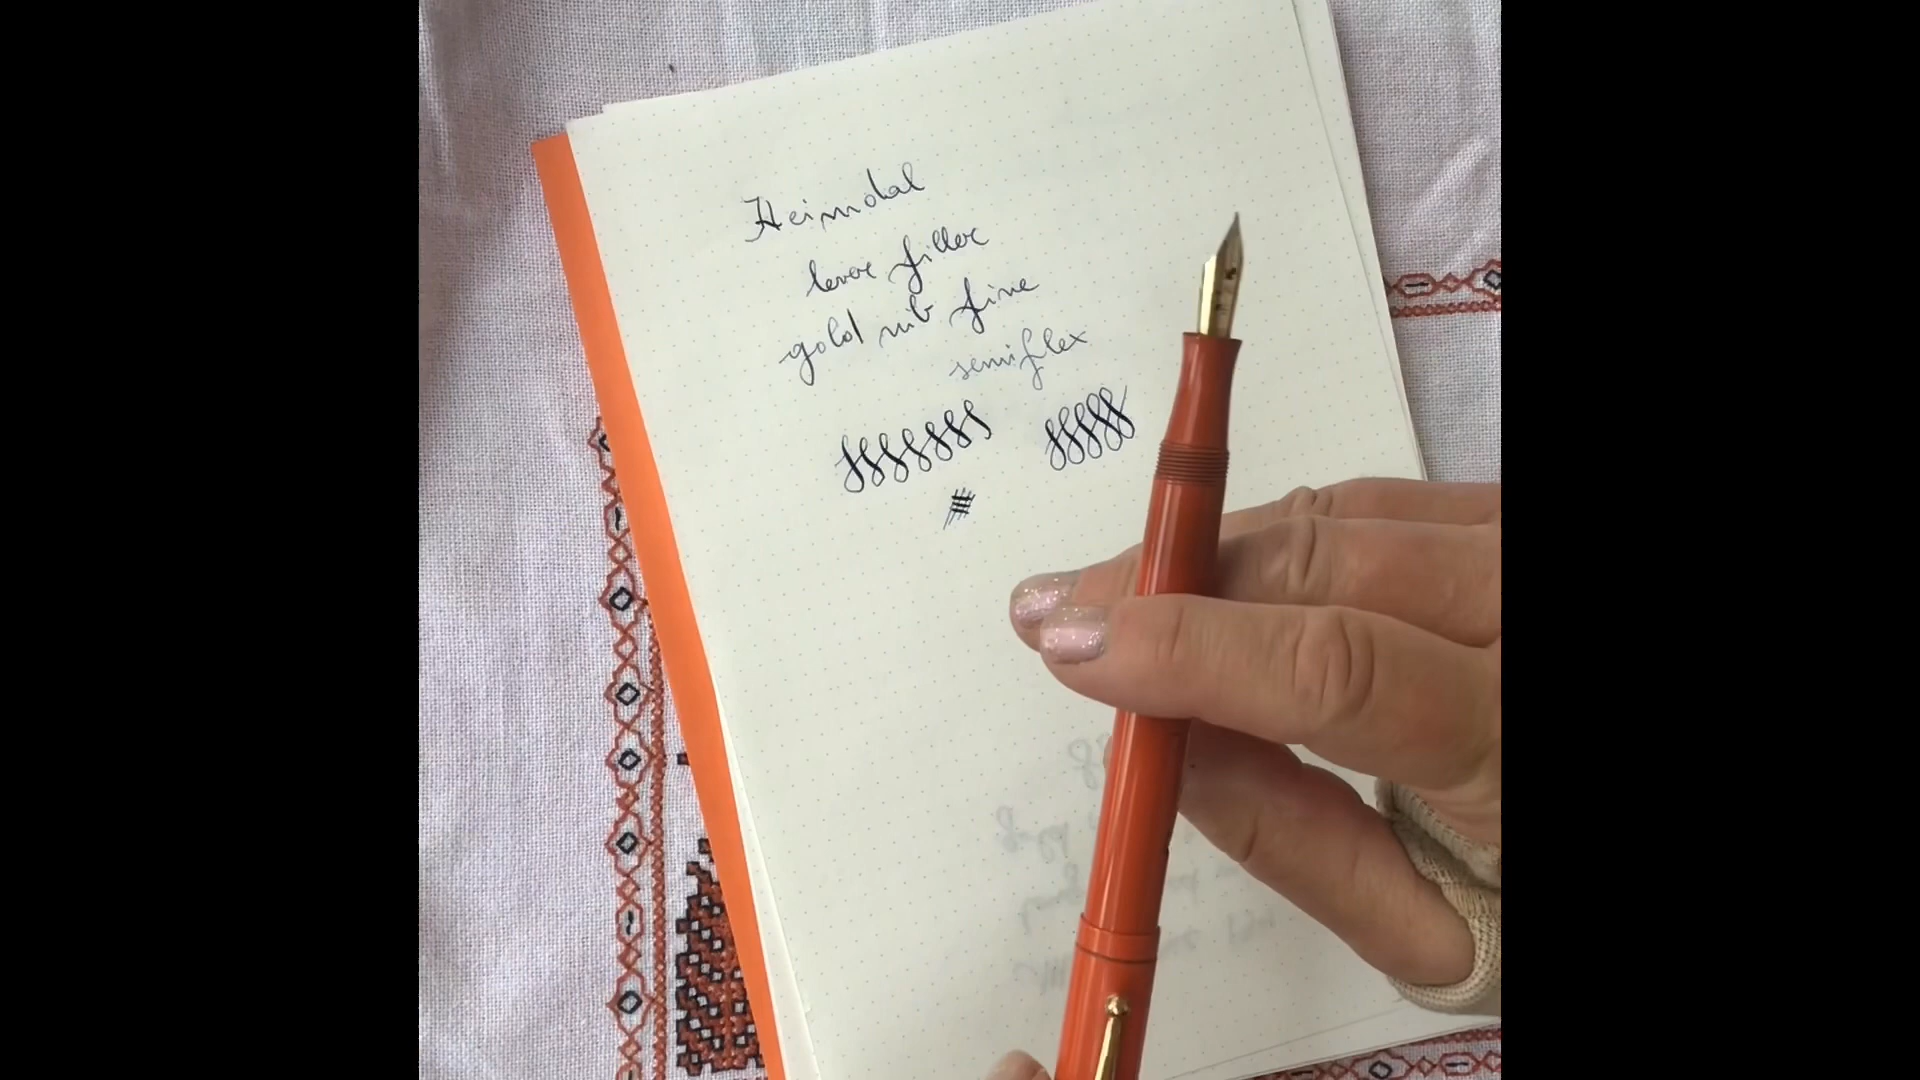 Heimdal
lever filler
gold nib fine
semiflex